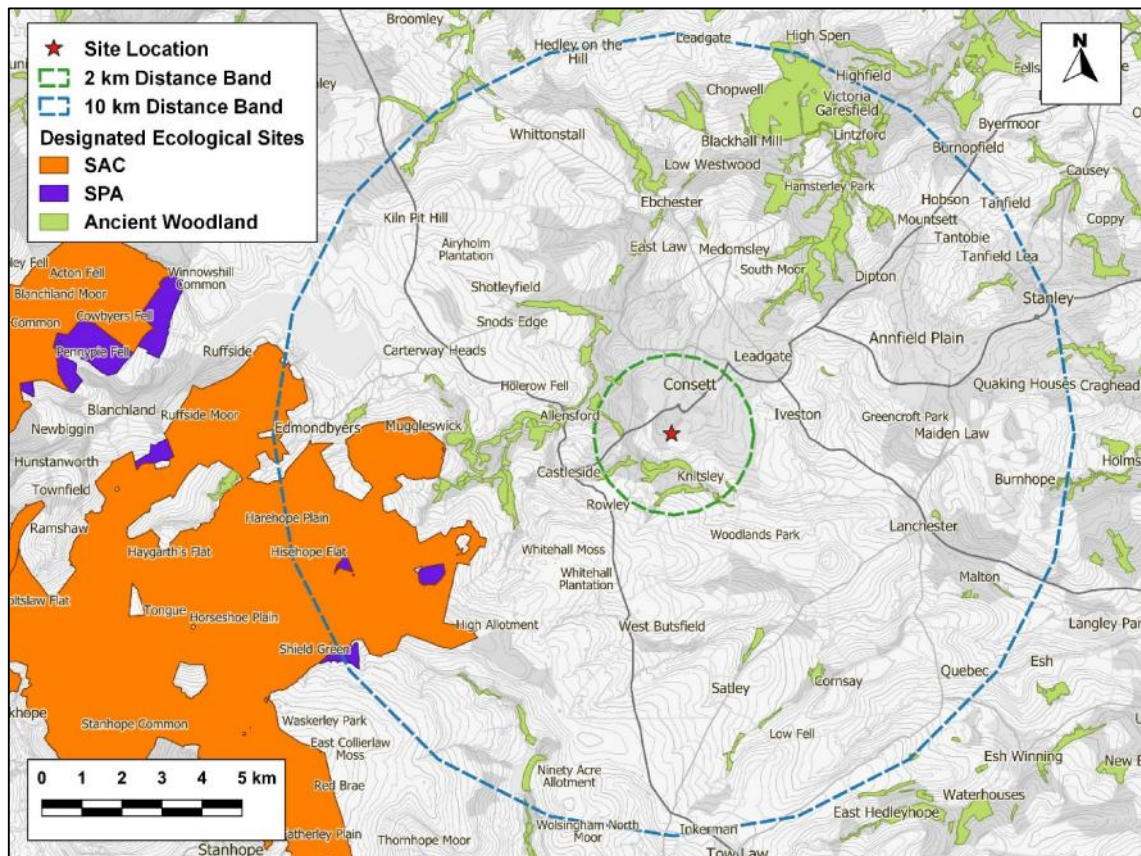 Site Location
2 km Distance Band
10 km Distance Band
Designated Ecological Sites
SAC
SPA
Ancient Woodland
N
Broomley
Hedley on the
Hill
Leadgate
High Spen
Highfield
Chopwell
Victoria
Garesfield
Whittonstall
Blackhall Mill
Lintzford
Byermoor
Burnopfield
Low Westwood
Causey
Hamsterley Park
Hobson
Tanfield
Ebchester
Kiln Pit Hill
Mountsett
Coppy
Airyholm
Plantation
East Law
Medomsley
Tantobie
Tanfield Lea
South Moor
Dipton
Acton Fell
Winnowshill
Common
Blanchland Moor
Shotleyfield
Stanley
Common
Cowbyers Fell
Snods Edge
Annfield Plain
Pennypie Fell
Ruffside
Carterway Heads
Leadgate
Holerow Fell
Consett
Quaking Houses
Craghead
Blanchland
Ruffside Moor
Allensford
Iveston
Greencroft Park
Newbiggin
Edmondbyers
Muggleswick
Maiden Law
Hunstanworth
Castleside
Knitsley
Burnhope
Townfield
Rowley
Harehope Plain
Lanchester
Ramshaw
Woodlands Park
Haygarth's Flat
Hisehope Flat
Whitehall Moss
Whitehall
Plantation
Malton
Tongue
Horseshoe Plain
High Allotment
West Butsfield
Shield Green
Quebec
Esh
Satley
Cornsay
Stanhope Common
Waskerley Park
Low Fell
East Collierlaw
Moss
Esh Winning
Red Brae
Ninety Acre
Allotment
Waterhouses
East Hedleyhope
Wolsingham North
Moor
Inkerman
Thornhope Moor
Stanhope
Tow Law
0 1 2 3 4 5 km